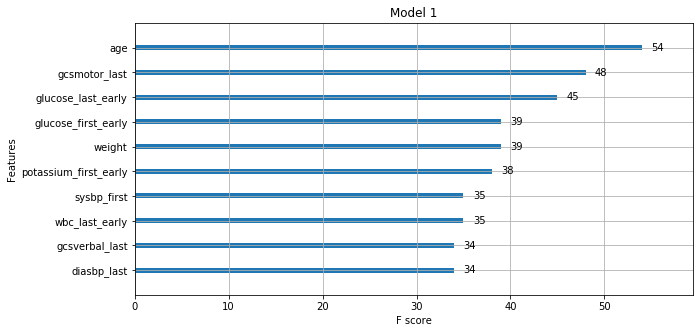 Model 1
Features
age
54
gcsmotor_last
48
glucose_last_early
45
glucose_first_early
39
weight
39
potassium_first_early
38
sysbp_first
35
wbc_last_early
35
gcsverbal_last
34
diasbp_last
34
0 10 20 30 40 50
F score